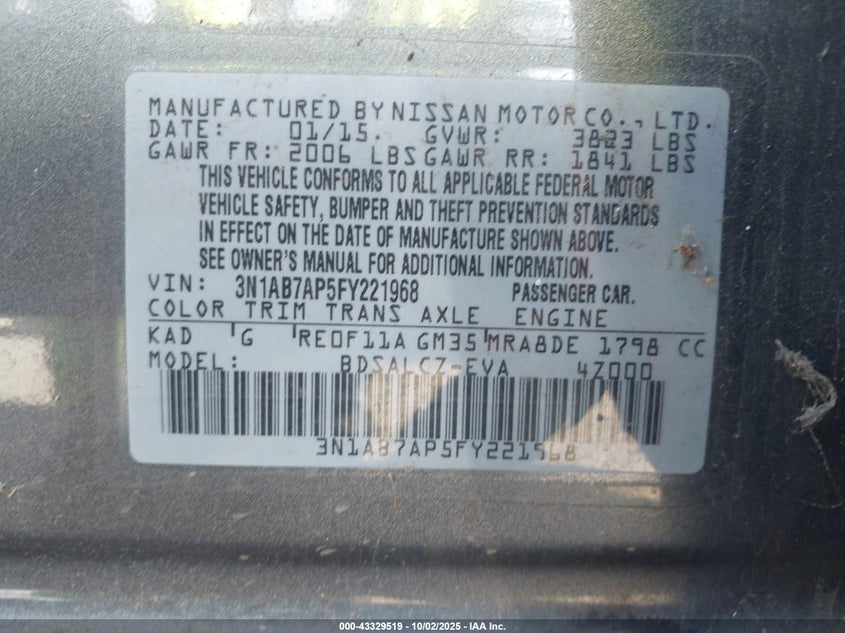 MANUFACTURED BY NISSAN MOTOR CO., LTD.
DATE: 01/15. GVWR: 3823 LBS
GAWR FR: 2006 LBS GAWR RR: 1841 LBS
THIS VEHICLE CONFORMS TO ALL APPLICABLE FEDERAL MOTOR
VEHICLE SAFETY, BUMPER AND THEFT PREVENTION STANDARDS
IN EFFECT ON THE DATE OF MANUFACTURE SHOWN ABOVE.
SEE OWNER'S MANUAL FOR ADDITIONAL INFORMATION.
VIN: 3N1AB7AP5FY221968 PASSENGER CAR.
COLOR TRIM TRANS AXLE ENGINE
KAD G RE0F11A GM35 MRA8DE 1798 CC
MODEL: BDSALCZ-EVA 4Z000
3N1AB7AP5FY221968
000-43329519 - 10/02/2025 - IAA Inc.